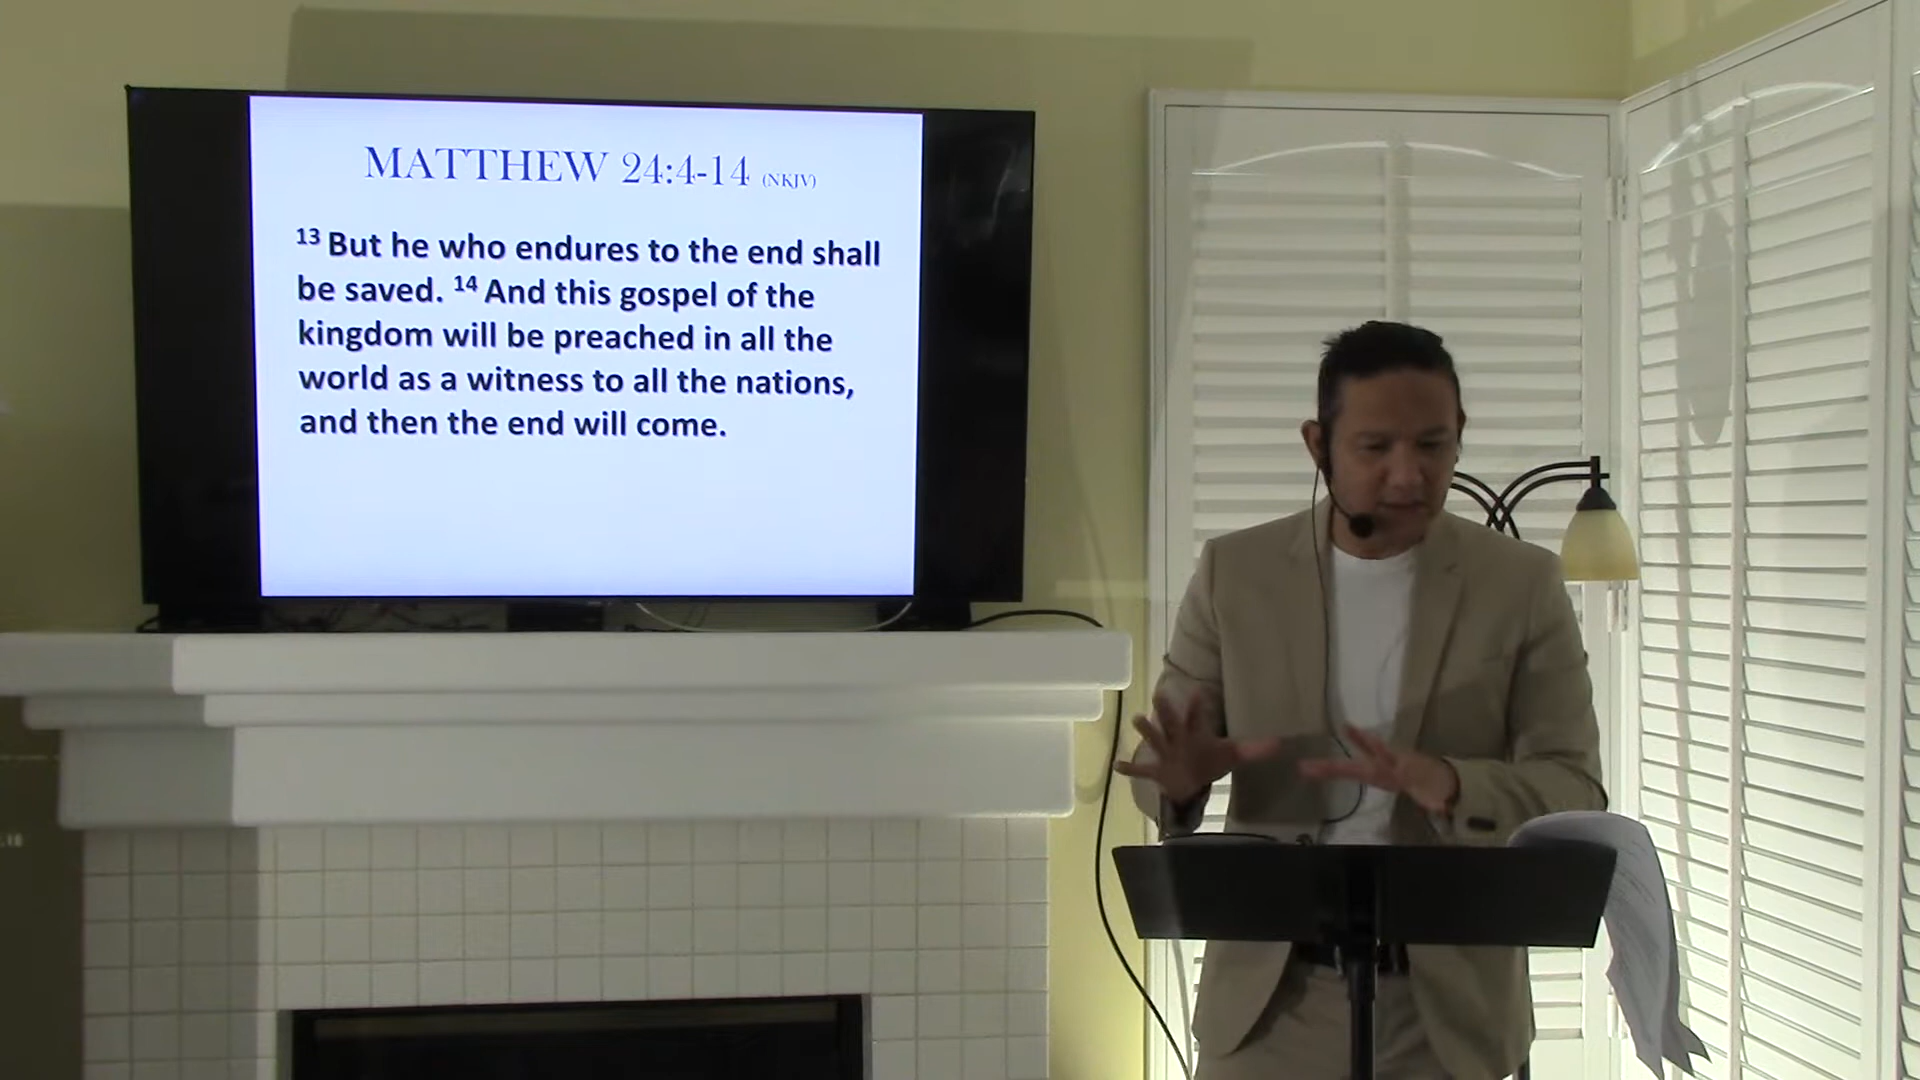 MATTHEW 24:4-14 (NKJV)
13 But he who endures to the end shall
be saved. 14 And this gospel of the
kingdom will be preached in all the
world as a witness to all the nations,
and then the end will come.